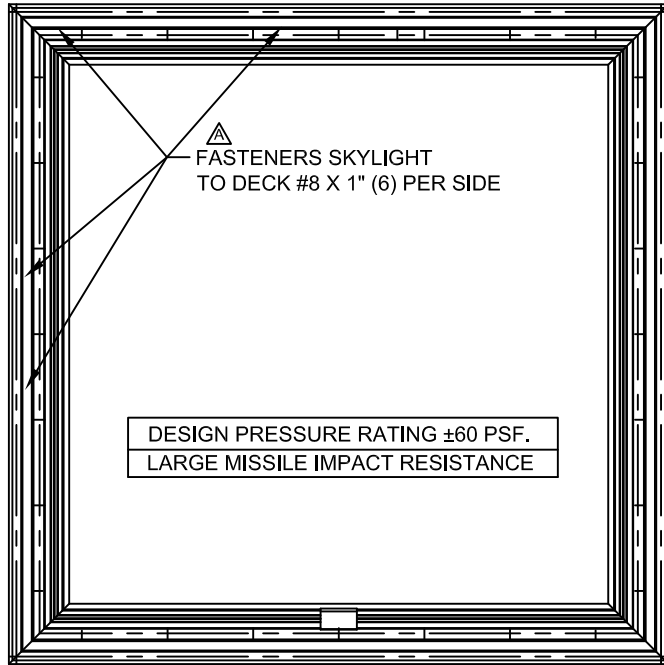 A
FASTENERS SKYLIGHT
TO DECK #8 X 1" (6) PER SIDE
DESIGN PRESSURE RATING ±60 PSF.
LARGE MISSILE IMPACT RESISTANCE